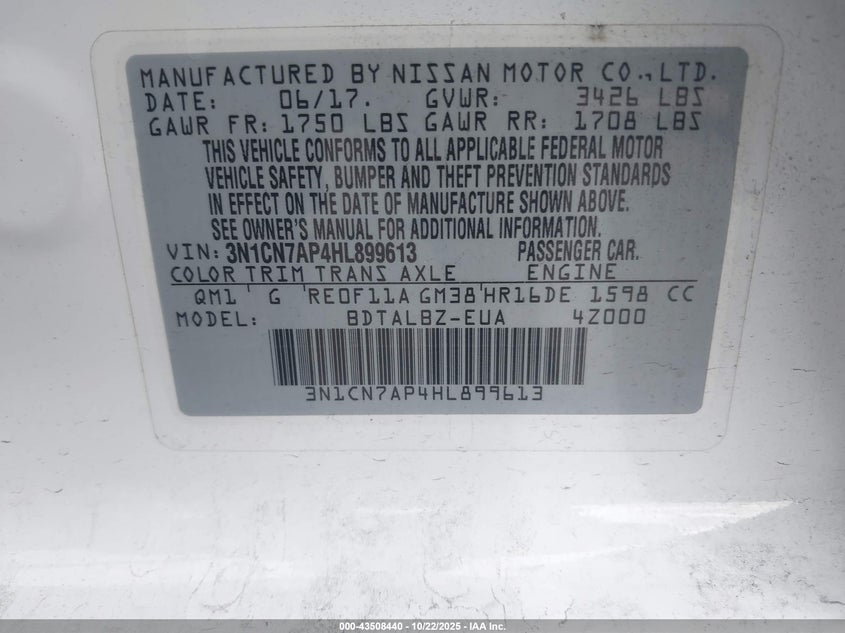 MANUFACTURED BY NISSAN MOTOR CO., LTD.
DATE: 06/17. GVWR: 3426 LBS
GAWR FR: 1750 LBS GAWR RR: 1708 LBS
THIS VEHICLE CONFORMS TO ALL APPLICABLE FEDERAL MOTOR
VEHICLE SAFETY, BUMPER AND THEFT PREVENTION STANDARDS
IN EFFECT ON THE DATE OF MANUFACTURE SHOWN ABOVE.
SEE OWNER'S MANUAL FOR ADDITIONAL INFORMATION.
VIN: 3N1CN7AP4HL899613 PASSENGER CAR.
COLOR TRIM TRANS AXLE ENGINE
QM1 G RE0F11A GM38 HR16DE 1598 CC
MODEL: BDTALBZ-EUA 4Z000
3N1CN7AP4HL899613
000-43508440 - 10/22/2025 - IAA Inc.